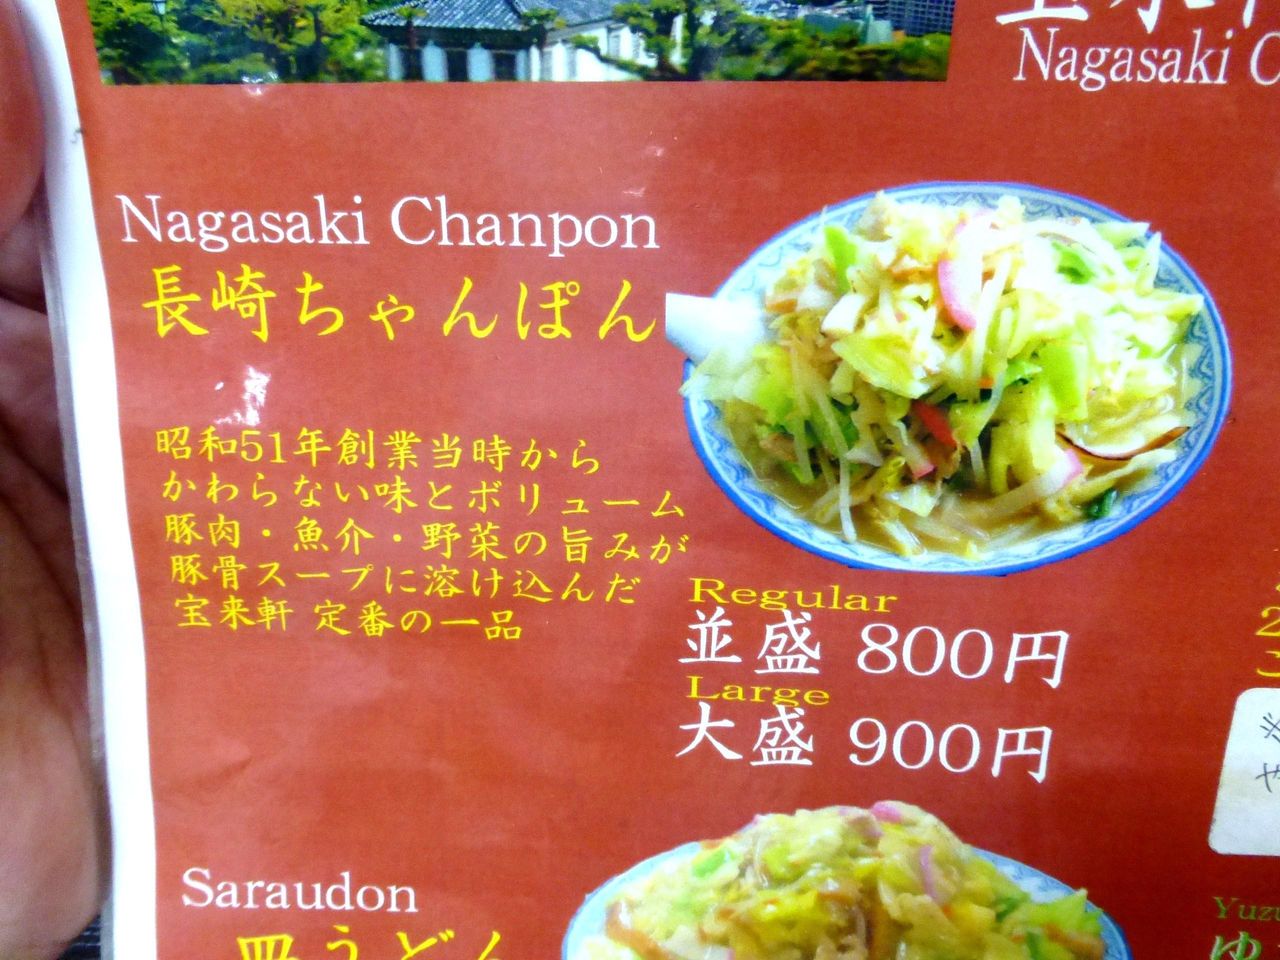 Nagasaki
Nagasaki Chanpon
長崎ちゃんぽん
昭和51年創業当時から
かわらない味とボリューム
豚肉・魚介・野菜の旨みが
豚骨スープに溶け込んだ
宝来軒 定番の一品
Regular
並盛 800円
Large
大盛 900円
Saraudon
皿うどん